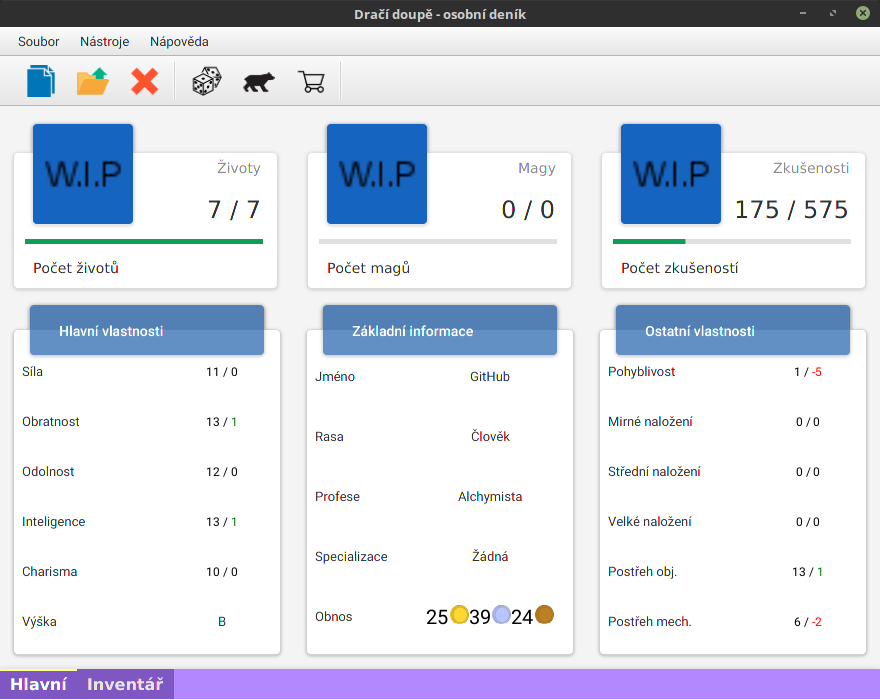 Dračí doupě - osobní deník
Soubor Nástroje Nápověda
W.I.P
Životy
7 / 7
Počet životů
W.I.P
Magy
0 / 0
Počet magů
W.I.P
Zkušenosti
175 / 575
Počet zkušeností
Hlavní vlastnosti
Síla 11 / 0
Obratnost 13 / 1
Odolnost 12 / 0
Inteligence 13 / 1
Charisma 10 / 0
Výška B
Základní informace
Jméno GitHub
Rasa Člověk
Profese Alchymista
Specializace Žádná
Obnos 25 39 24
Ostatní vlastnosti
Pohyblivost 1 / -5
Mirné naložení 0 / 0
Střední naložení 0 / 0
Velké naložení 0 / 0
Postřeh obj. 13 / 1
Postřeh mech. 6 / -2
Hlavní Inventář